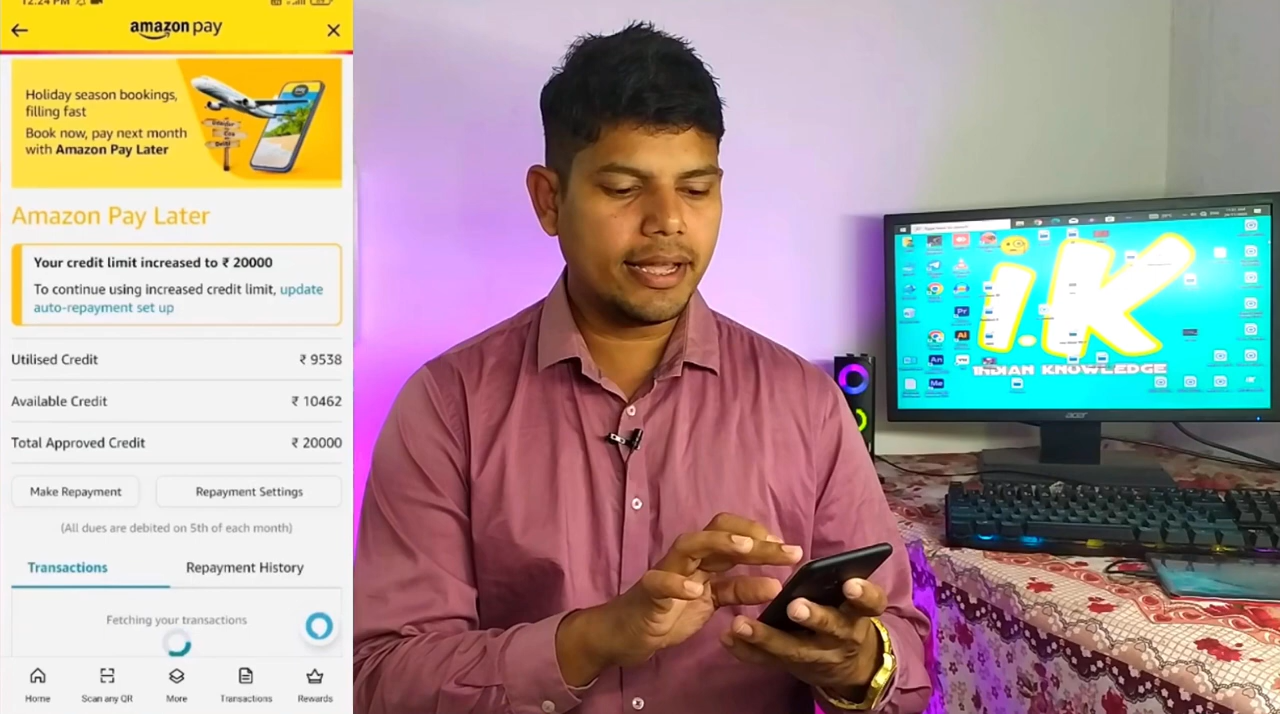 12:24 PM
amazon pay
Holiday season bookings,
filling fast
Book now, pay next month
with Amazon Pay Later
Amazon Pay Later
Your credit limit increased to ₹ 20000
To continue using increased credit limit, update
auto-repayment set up
Utilised Credit ₹ 9538
Available Credit ₹ 10462
Total Approved Credit ₹ 20000
Make Repayment Repayment Settings
(All dues are debited on 5th of each month)
Transactions Repayment History
Fetching your transactions
Home Scan any QR More Transactions Rewards
I.K
INDIAN KNOWLEDGE
acer